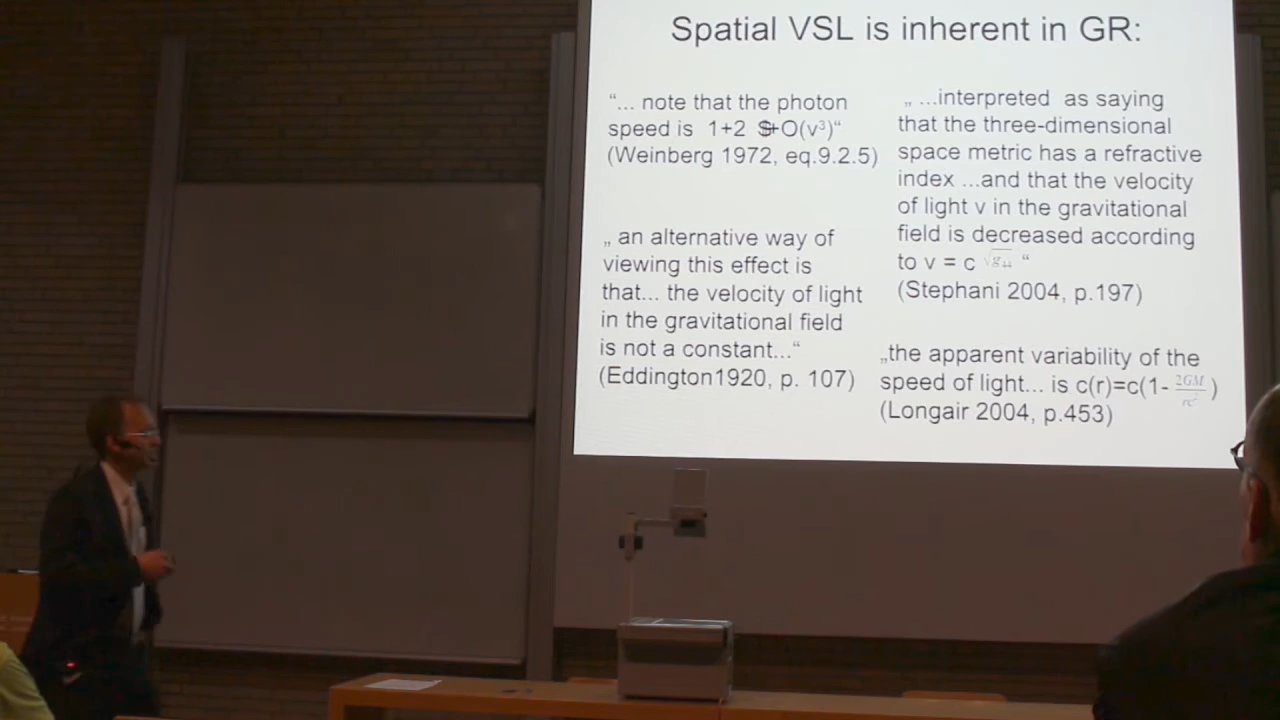 Spatial VSL is inherent in GR:
“... note that the photon
speed is 1+2 +O(v³)“
(Weinberg 1972, eq.9.2.5)
„ an alternative way of
viewing this effect is
that... the velocity of light
in the gravitational field
is not a constant...“
(Eddington1920, p. 107)
„ ...interpreted as saying
that the three-dimensional
space metric has a refractive
index ...and that the velocity
of light v in the gravitational
field is decreased according
to v = c √g₄₄ “
(Stephani 2004, p.197)
„the apparent variability of the
speed of light... is c(r)=c(1- 2GM/rc² )
(Longair 2004, p.453)